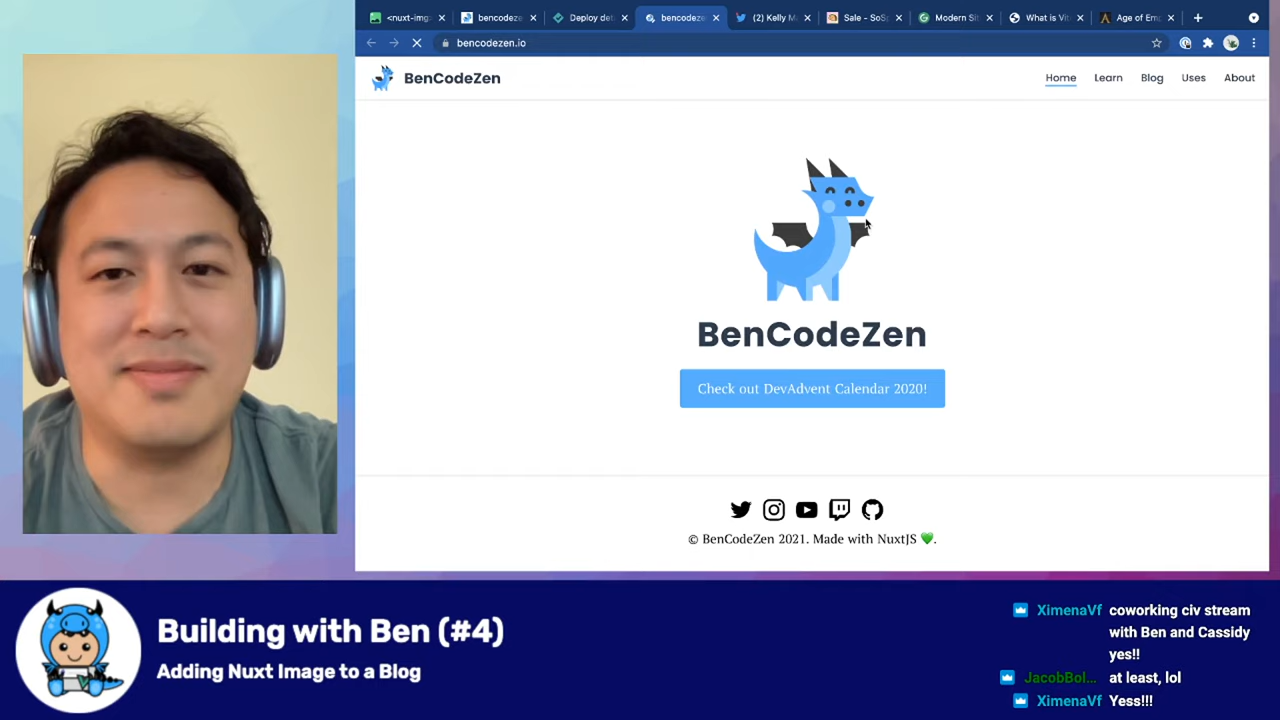 <nuxt-img
bencodeze
Deploy det
bencodeze
(2) Kelly M
Sale - SoS
Modern Sit
What is Vit
Age of Em
bencodezen.io
BenCodeZen
Home
Learn
Blog
Uses
About
BenCodeZen
Check out DevAdvent Calendar 2020!
© BenCodeZen 2021. Made with NuxtJS 💚.
Building with Ben (#4)
Adding Nuxt Image to a Blog
XimenaVf coworking civ stream
with Ben and Cassidy
yes!!
JacobBol… at least, lol
XimenaVf Yess!!!